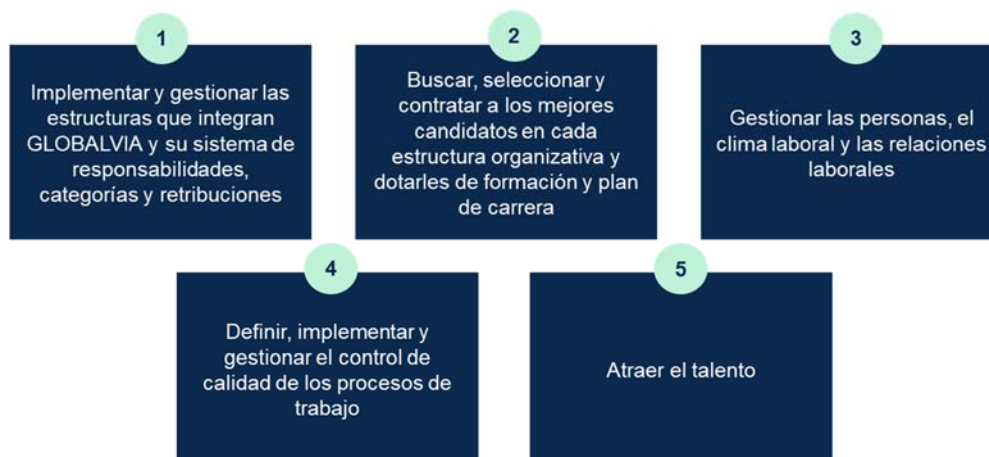 1
Implementar y gestionar las
estructuras que integran
GLOBALVIA y su sistema de
responsabilidades,
categorías y retribuciones
2
Buscar, seleccionar y
contratar a los mejores
candidatos en cada
estructura organizativa y
dotarles de formación y plan
de carrera
3
Gestionar las personas, el
clima laboral y las relaciones
laborales
4
Definir, implementar y
gestionar el control de
calidad de los procesos de
trabajo
5
Atraer el talento